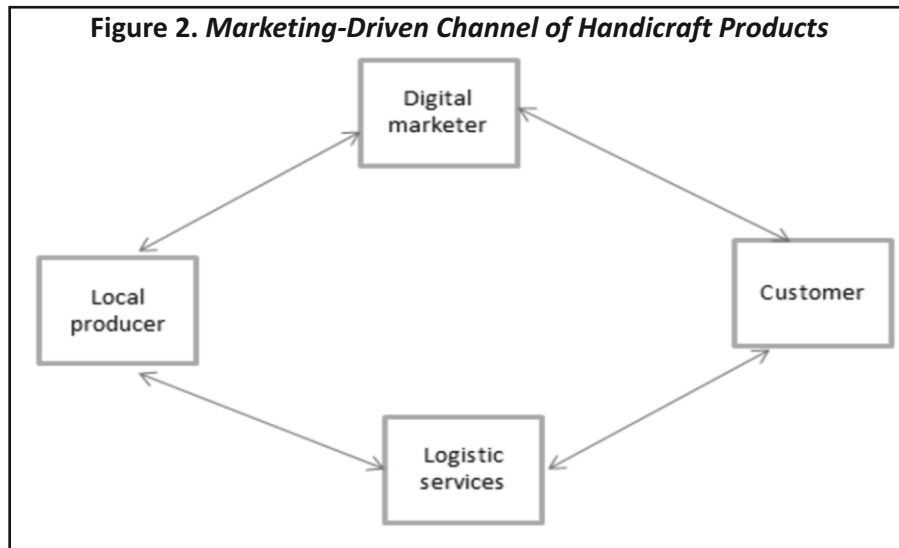 Figure 2. Marketing-Driven Channel of Handicraft Products
Digital
marketer
Local
producer
Customer
Logistic
services